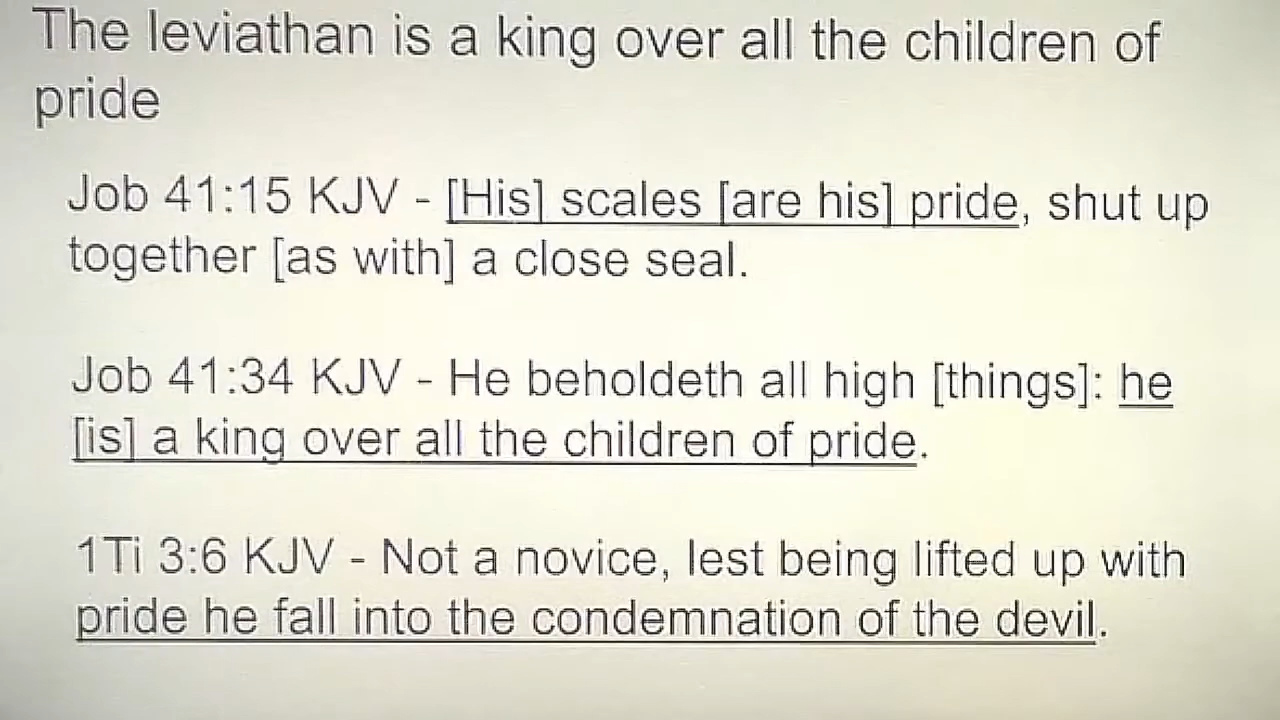 The leviathan is a king over all the children of
pride
Job 41:15 KJV - [His] scales [are his] pride, shut up
together [as with] a close seal.
Job 41:34 KJV - He beholdeth all high [things]: he
[is] a king over all the children of pride.
1Ti 3:6 KJV - Not a novice, lest being lifted up with
pride he fall into the condemnation of the devil.